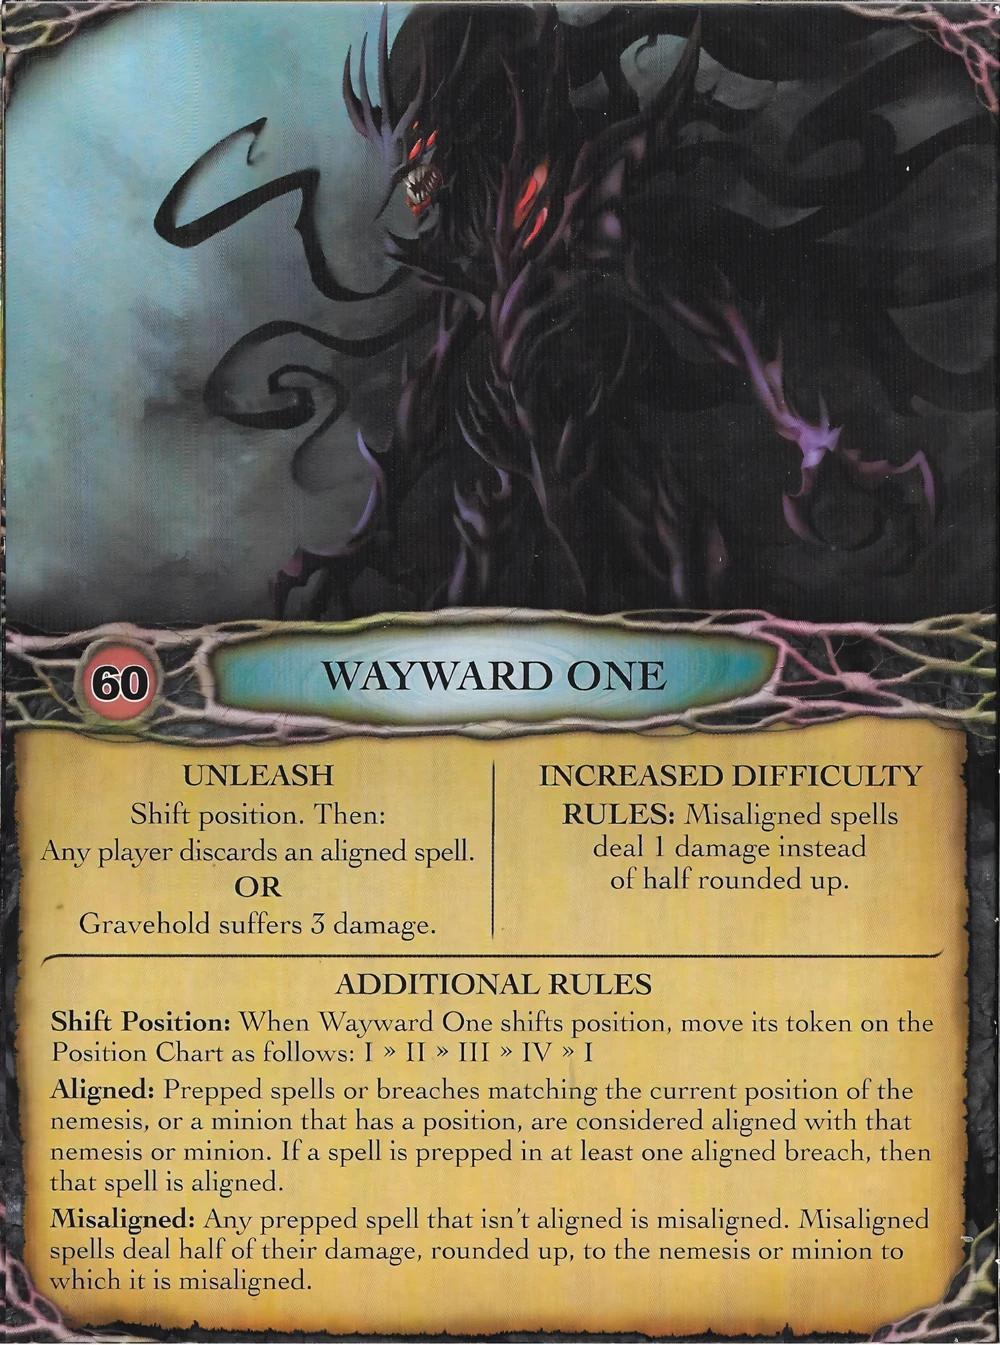 60
WAYWARD ONE
UNLEASH
Shift position. Then:
Any player discards an aligned spell.
OR
Gravehold suffers 3 damage.
INCREASED DIFFICULTY
RULES: Misaligned spells
deal 1 damage instead
of half rounded up.
ADDITIONAL RULES
Shift Position: When Wayward One shifts position, move its token on the
Position Chart as follows: I » II » III » IV » I
Aligned: Prepped spells or breaches matching the current position of the
nemesis, or a minion that has a position, are considered aligned with that
nemesis or minion. If a spell is prepped in at least one aligned breach, then
that spell is aligned.
Misaligned: Any prepped spell that isn't aligned is misaligned. Misaligned
spells deal half of their damage, rounded up, to the nemesis or minion to
which it is misaligned.